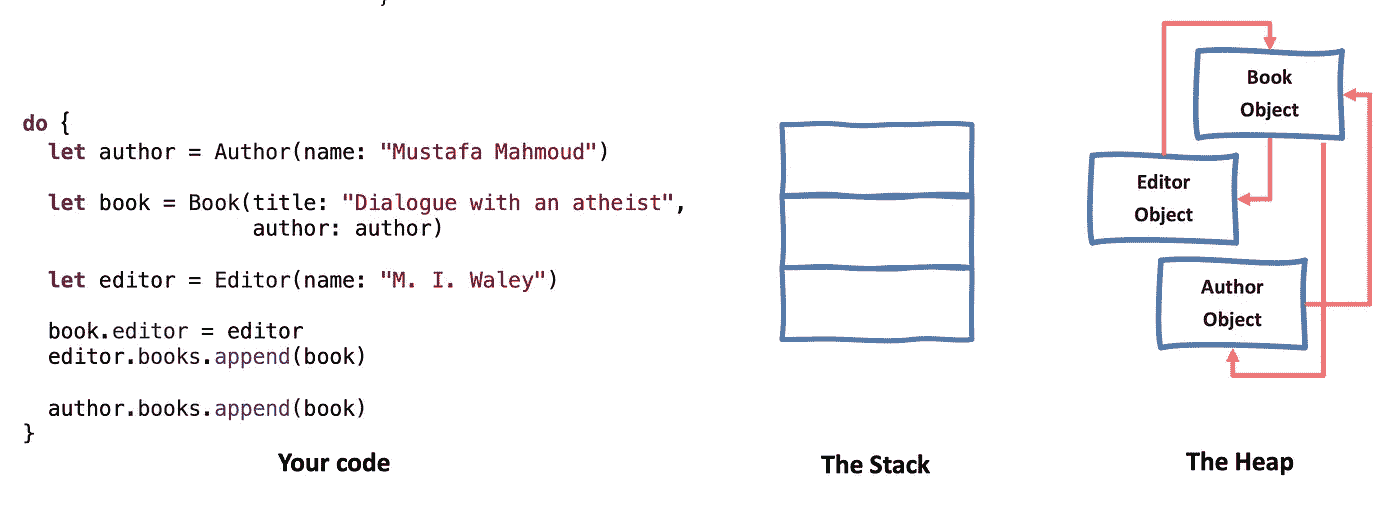 }
do {
let author = Author(name: "Mustafa Mahmoud")
let book = Book(title: "Dialogue with an atheist",
author: author)
let editor = Editor(name: "M. I. Waley")
book.editor = editor
editor.books.append(book)
author.books.append(book)
}
Your code
The Stack
Book
Object
Editor
Object
Author
Object
The Heap